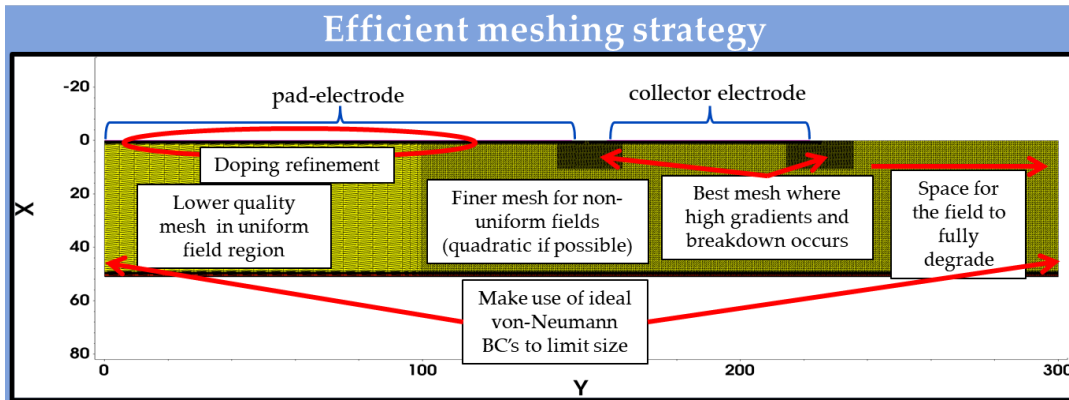 Efficient meshing strategy
-20
0
20
40
60
80
X
pad-electrode
collector electrode
Doping refinement
Lower quality
mesh in uniform
field region
Finer mesh for non-
uniform fields
(quadratic if possible)
Best mesh where
high gradients and
breakdown occurs
Space for
the field to
fully
degrade
Make use of ideal
von-Neumann
BC's to limit size
0
100
200
300
Y